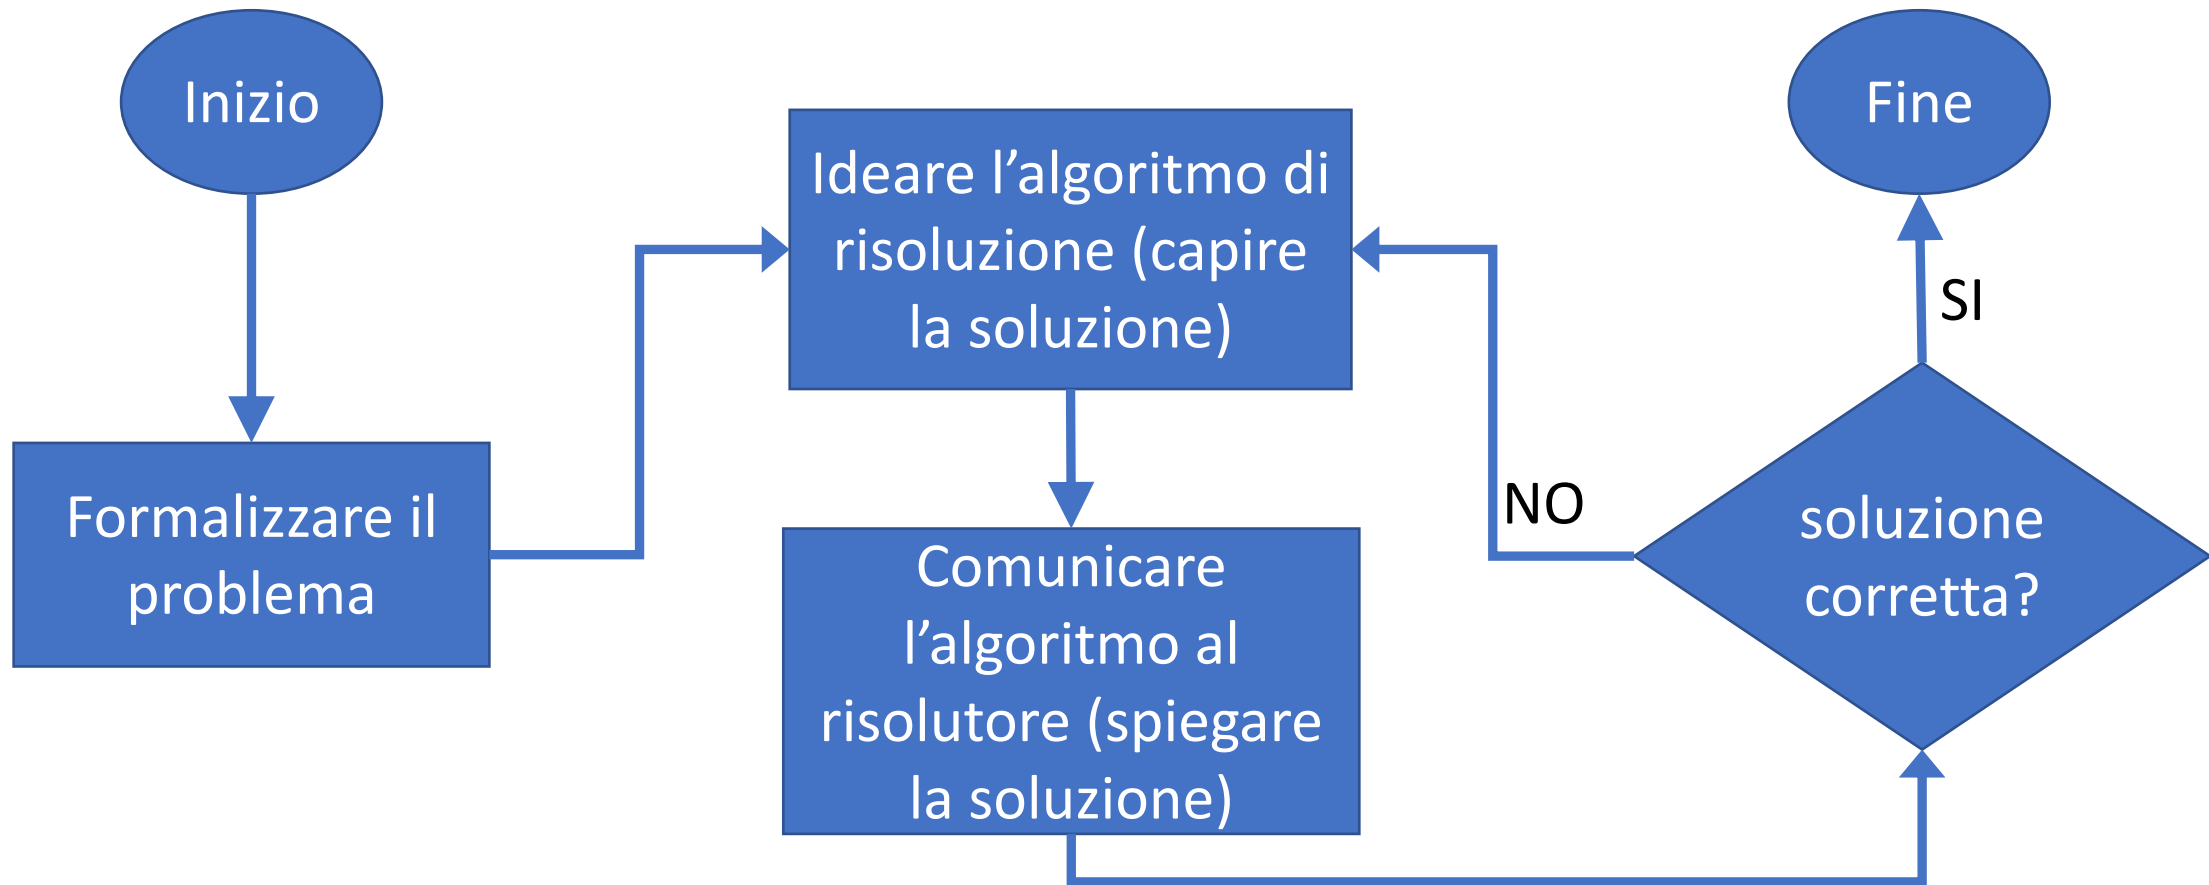 Inizio
Formalizzare il
problema
Ideare l’algoritmo di
risoluzione (capire
la soluzione)
Comunicare
l’algoritmo al
risolutore (spiegare
la soluzione)
soluzione
corretta?
NO
SI
Fine